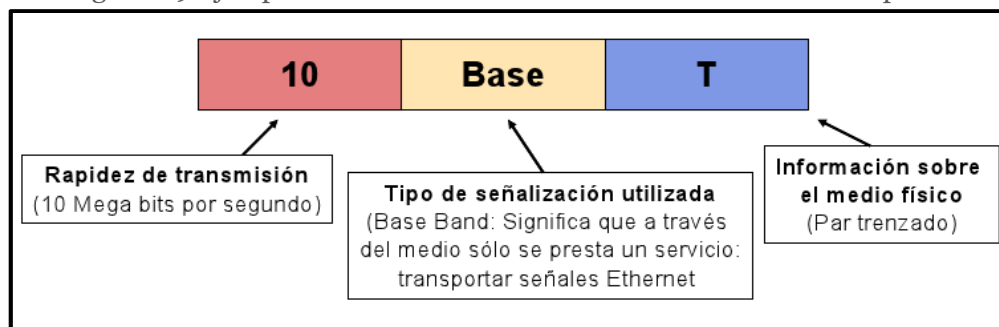 10 Base T
Rapidez de transmisión
(10 Mega bits por segundo)
Tipo de señalización utilizada
(Base Band: Significa que a través
del medio sólo se presta un servicio:
transportar señales Ethernet
Información sobre
el medio físico
(Par trenzado)